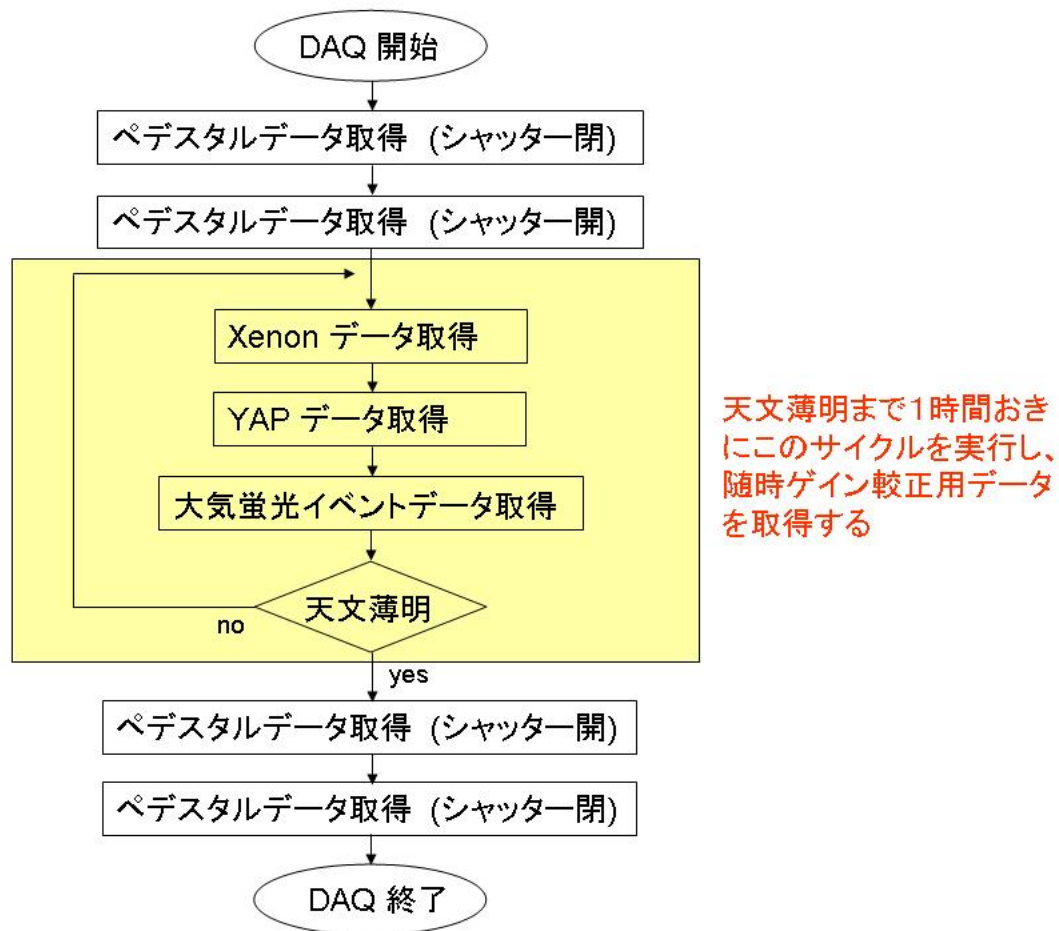 DAQ 開始
ペデスタルデータ取得 (シャッター閉)
ペデスタルデータ取得 (シャッター開)
Xenon データ取得
YAP データ取得
大気蛍光イベントデータ取得
天文薄明
no
yes
天文薄明まで1時間おき
にこのサイクルを実行し、
随時ゲイン較正用データ
を取得する
ペデスタルデータ取得 (シャッター開)
ペデスタルデータ取得 (シャッター閉)
DAQ 終了